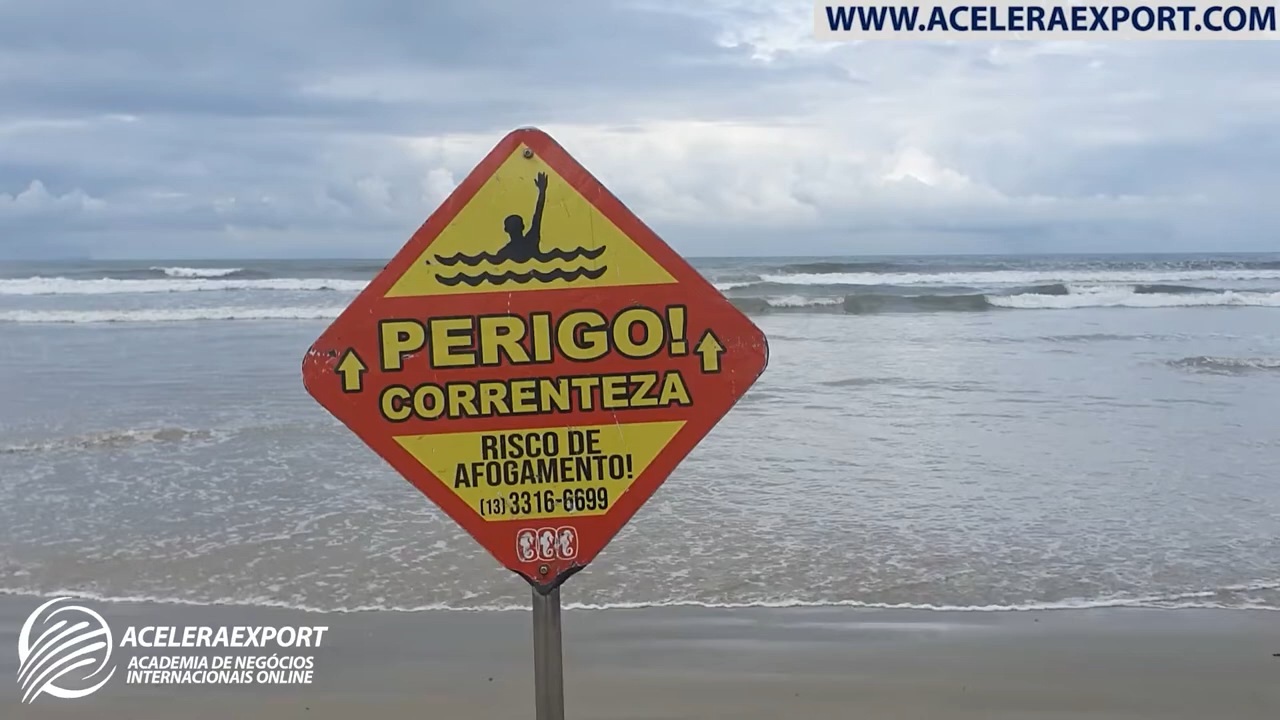 WWW.ACELERAEXPORT.COM
PERIGO!
CORRENTEZA
RISCO DE
AFOGAMENTO!
(13) 3316-6699
ACELERAEXPORT
ACADEMIA DE NEGÓCIOS
INTERNACIONAIS ONLINE